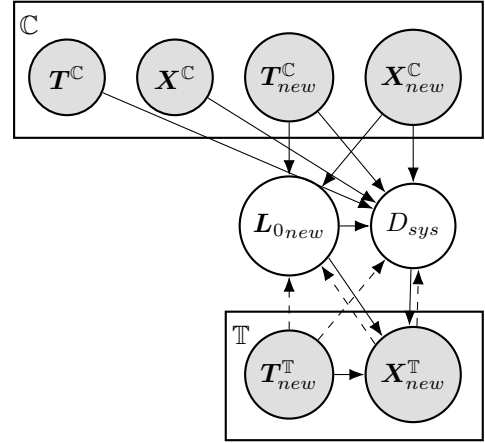 ℂ
T^ℂ X^ℂ T^ℂ_new X^ℂ_new
L_0new D_sys
𝕋
T^𝕋_new X^𝕋_new